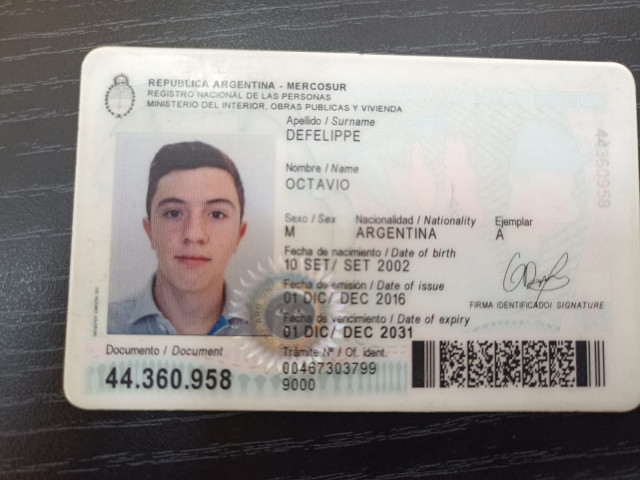 REPUBLICA ARGENTINA - MERCOSUR
REGISTRO NACIONAL DE LAS PERSONAS
MINISTERIO DEL INTERIOR, OBRAS PUBLICAS Y VIVIENDA
Apellido / Surname
DEFELIPPE
Nombre / Name
OCTAVIO
Sexo / Sex Nacionalidad / Nationality Ejemplar
M ARGENTINA A
Fecha de nacimiento / Date of birth
10 SET/ SET 2002
Fecha de emisión / Date of issue
01 DIC/ DEC 2016
FIRMA IDENTIFICADO/ SIGNATURE
Fecha de vencimiento / Date of expiry
01 DIC/ DEC 2031
Documento / Document
44.360.958
Trámite Nº / Of. ident.
00467303799
9000
44360958